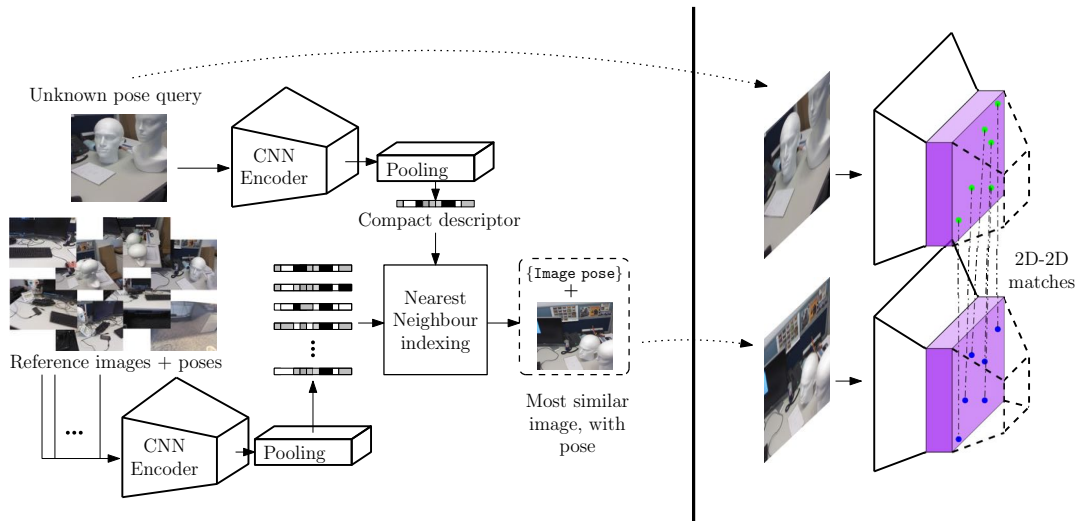 Unknown pose query
CNN
Encoder
Pooling
Compact descriptor
Reference images + poses
CNN
Encoder
Pooling
Nearest
Neighbour
indexing
{Image pose}
+
Most similar
image, with
pose
2D-2D
matches